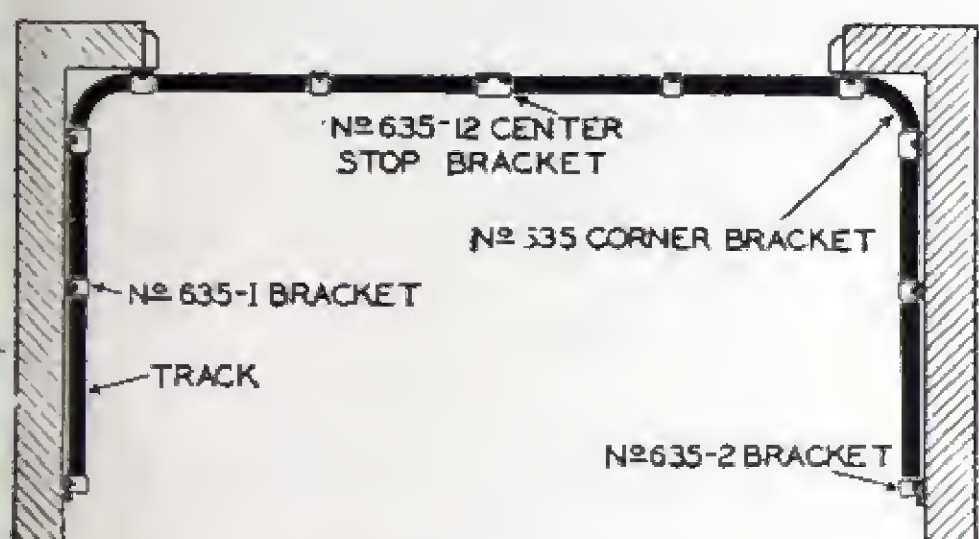 Nº 635-12 CENTER
STOP BRACKET
Nº 535 CORNER BRACKET
Nº 635-1 BRACKET
TRACK
Nº 635-2 BRACKET